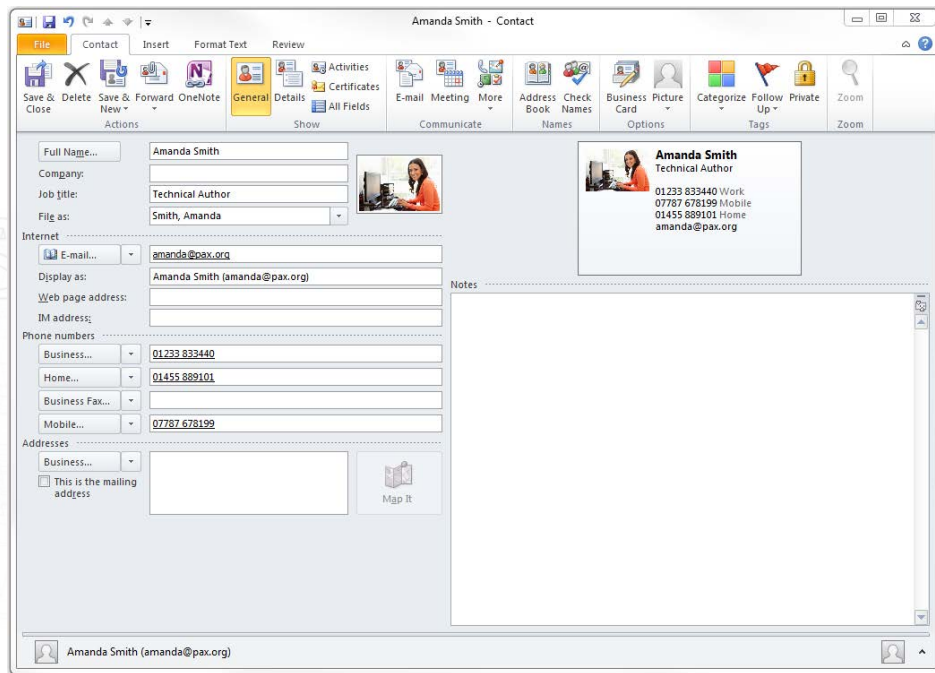 Amanda Smith - Contact
File Contact Insert Format Text Review
Save & Close Delete Save & New Forward OneNote General Details Activities Certificates All Fields E-mail Meeting More Address Book Check Names Business Card Picture Categorize Follow Up Private Zoom
Actions Show Communicate Names Options Tags Zoom
Full Name... Amanda Smith
Company:
Job title: Technical Author
File as: Smith, Amanda
Internet
E-mail... amanda@pax.org
Display as: Amanda Smith (amanda@pax.org)
Web page address:
IM address:
Phone numbers
Business... 01233 833440
Home... 01455 889101
Business Fax...
Mobile... 07787 678199
Addresses
Business...
This is the mailing
address
Map It
Amanda Smith
Technical Author
01233 833440 Work
07787 678199 Mobile
01455 889101 Home
amanda@pax.org
Notes
Amanda Smith (amanda@pax.org)